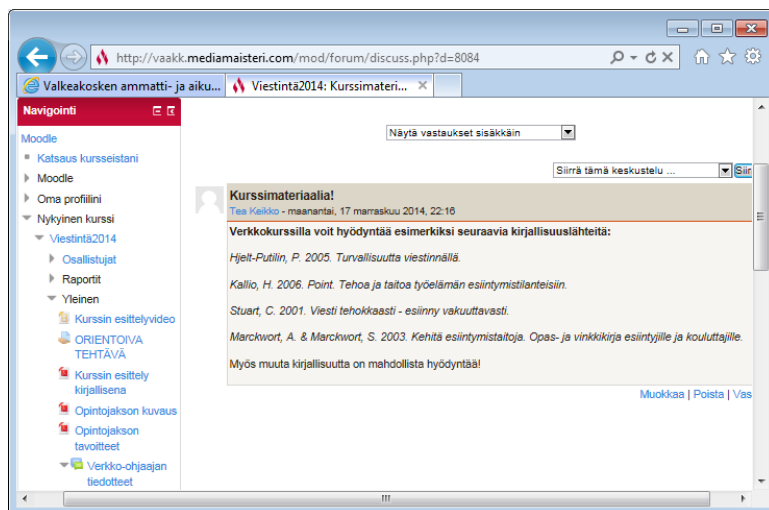 http://vaakk.mediamaisteri.com/mod/forum/discuss.php?d=8084
Valkeakosken ammatti- ja aiku...
Viestintä2014: Kurssimateri...
Navigointi
Moodle
Katsaus kursseistani
Moodle
Oma profiilini
Nykyinen kurssi
Viestintä2014
Osallistujat
Raportit
Yleinen
Kurssin esittelyvideo
ORIENTOIVA
TEHTÄVÄ
Kurssin esittely
kirjallisena
Opintojakson kuvaus
Opintojakson
tavoitteet
Verkko-ohjaajan
tiedotteet
Näytä vastaukset sisäkkäin
Siirrä tämä keskustelu ...
Siir
Kurssimateriaalia!
Tea Keikko - maanantai, 17 marraskuu 2014, 22:16
Verkkokurssilla voit hyödyntää esimerkiksi seuraavia kirjallisuuslähteitä:
Hjelt-Putilin, P. 2005. Turvallisuutta viestinnällä.
Kallio, H. 2006. Point. Tehoa ja taitoa työelämän esiintymistilanteisiin.
Stuart, C. 2001. Viesti tehokkaasti - esiinny vakuuttavasti.
Marckwort, A. & Marckwort, S. 2003. Kehitä esiintymistaitoja. Opas- ja vinkkikirja esiintyjille ja kouluttajille.
Myös muuta kirjallisuutta on mahdollista hyödyntää!
Muokkaa | Poista | Vas